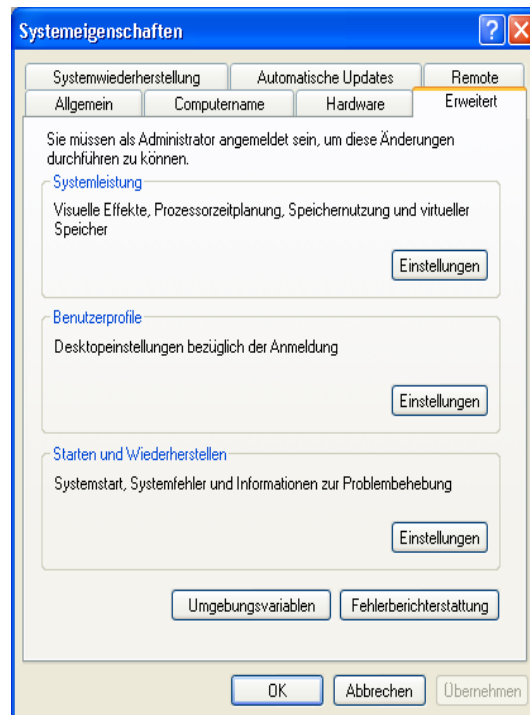 Systemeigenschaften
Systemwiederherstellung Automatische Updates Remote
Allgemein Computername Hardware Erweitert
Sie müssen als Administrator angemeldet sein, um diese Änderungen
durchführen zu können.
Systemleistung
Visuelle Effekte, Prozessorzeitplanung, Speichernutzung und virtueller
Speicher
Einstellungen
Benutzerprofile
Desktopeinstellungen bezüglich der Anmeldung
Einstellungen
Starten und Wiederherstellen
Systemstart, Systemfehler und Informationen zur Problembehebung
Einstellungen
Umgebungsvariablen Fehlerberichterstattung
OK Abbrechen Übernehmen